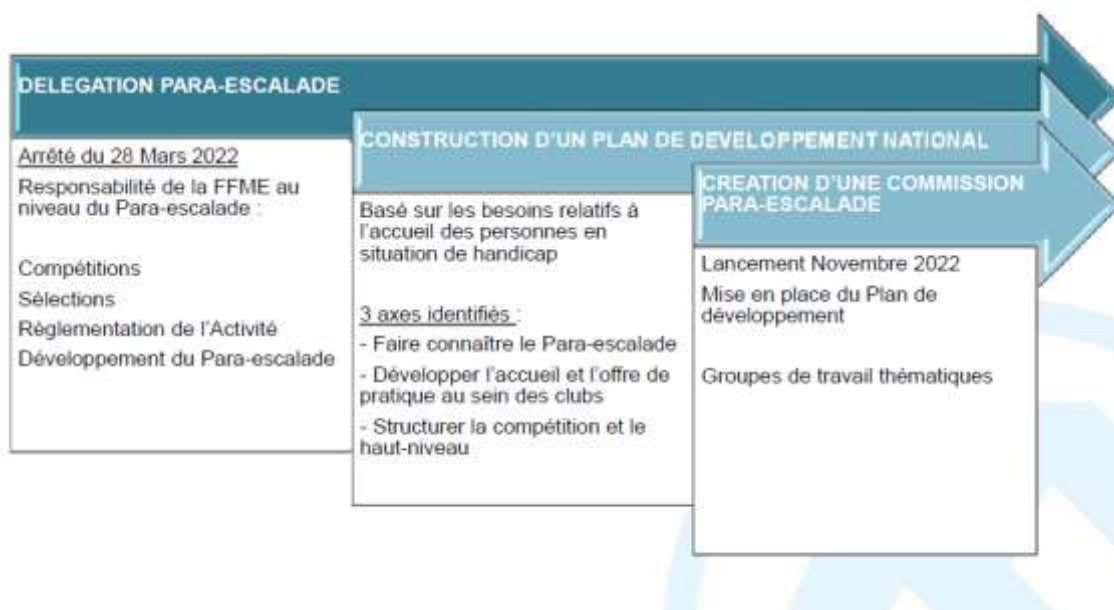 DELEGATION PARA-ESCALADE
Arrêté du 28 Mars 2022
Responsabilité de la FFME au
niveau du Para-escalade :
Compétitions
Sélections
Règlementation de l'Activité
Développement du Para-escalade
CONSTRUCTION D'UN PLAN DE DEVELOPPEMENT NATIONAL
Basé sur les besoins relatifs à
l'accueil des personnes en
situation de handicap
3 axes identifiés :
- Faire connaître le Para-escalade
- Développer l'accueil et l'offre de
pratique au sein des clubs
- Structurer la compétition et le
haut-niveau
CREATION D'UNE COMMISSION
PARA-ESCALADE
Lancement Novembre 2022
Mise en place du Plan de
développement
Groupes de travail thématiques